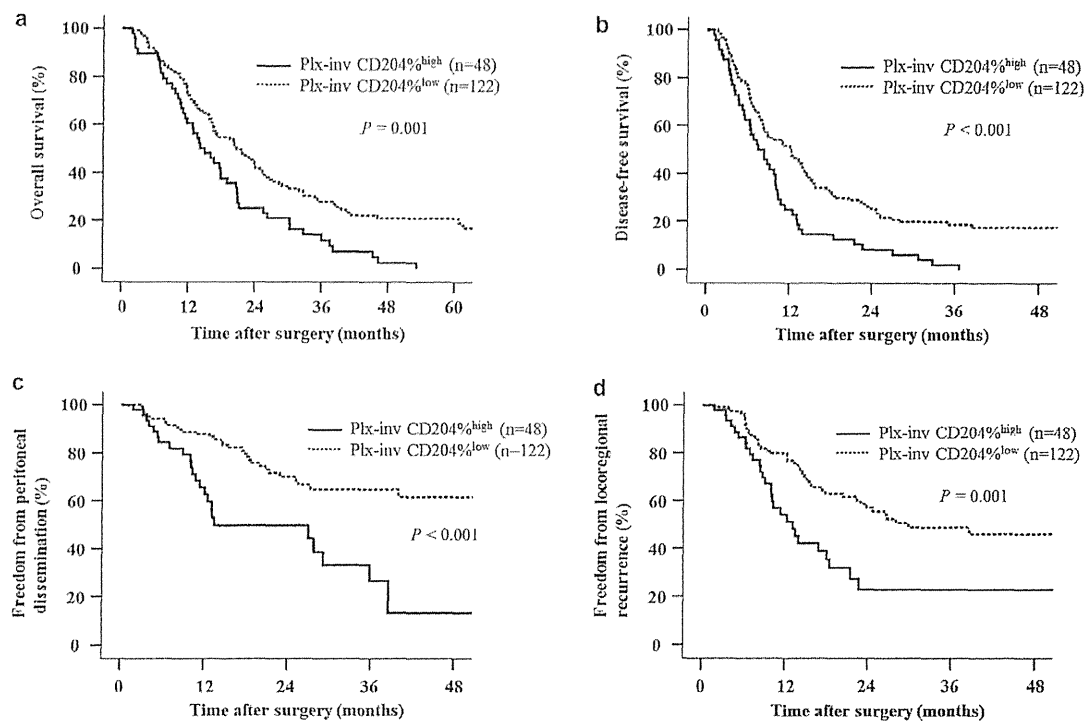 a
100
80
60
40
20
0
Overall survival (%)
Plx-inv CD204%high (n=48)
Plx-inv CD204%low (n=122)
P = 0.001
0 12 24 36 48 60
Time after surgery (months)
b
100
80
60
40
20
0
Disease-free survival (%)
Plx-inv CD204%high (n=48)
Plx-inv CD204%low (n=122)
P < 0.001
0 12 24 36 48
Time after surgery (months)
c
100
80
60
40
20
0
Freedom from peritoneal
dissemination (%)
Plx-inv CD204%high (n=48)
Plx-inv CD204%low (n=122)
P < 0.001
0 12 24 36 48
Time after surgery (months)
d
100
80
60
40
20
0
Freedom from locoregional
recurrence (%)
Plx-inv CD204%high (n=48)
Plx-inv CD204%low (n=122)
P = 0.001
0 12 24 36 48
Time after surgery (months)